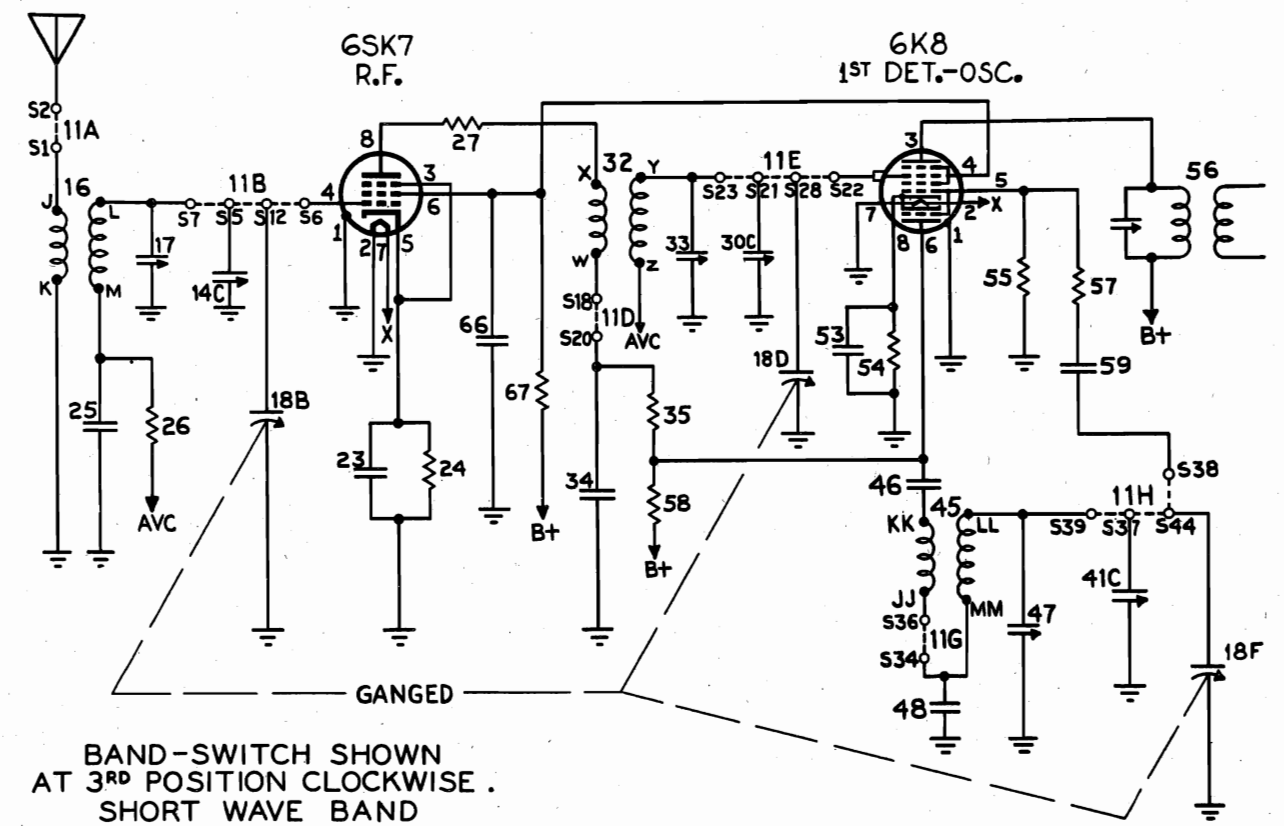 6SK7
R.F.
6K8
1ST DET.-OSC.
S2
11A
S1
8
27
3
6
4
1
2
7
5
X
J
16
L
K
M
17
11B
S7
S5
S12
S6
14C
25
26
AVC
18B
23
24
66
67
B+
X
32
Y
W
Z
S18
11D
S20
AVC
34
35
58
B+
33
11E
S23
S21
S28
S22
30C
18D
3
4
5
2
X
7
8
6
1
53
54
55
57
59
56
B+
46
45
KK
LL
JJ
MM
S36
11G
S34
48
47
S39
11H
S37
S44
S38
41C
18F
GANGED
BAND-SWITCH SHOWN
AT 3RD POSITION CLOCKWISE.
SHORT WAVE BAND